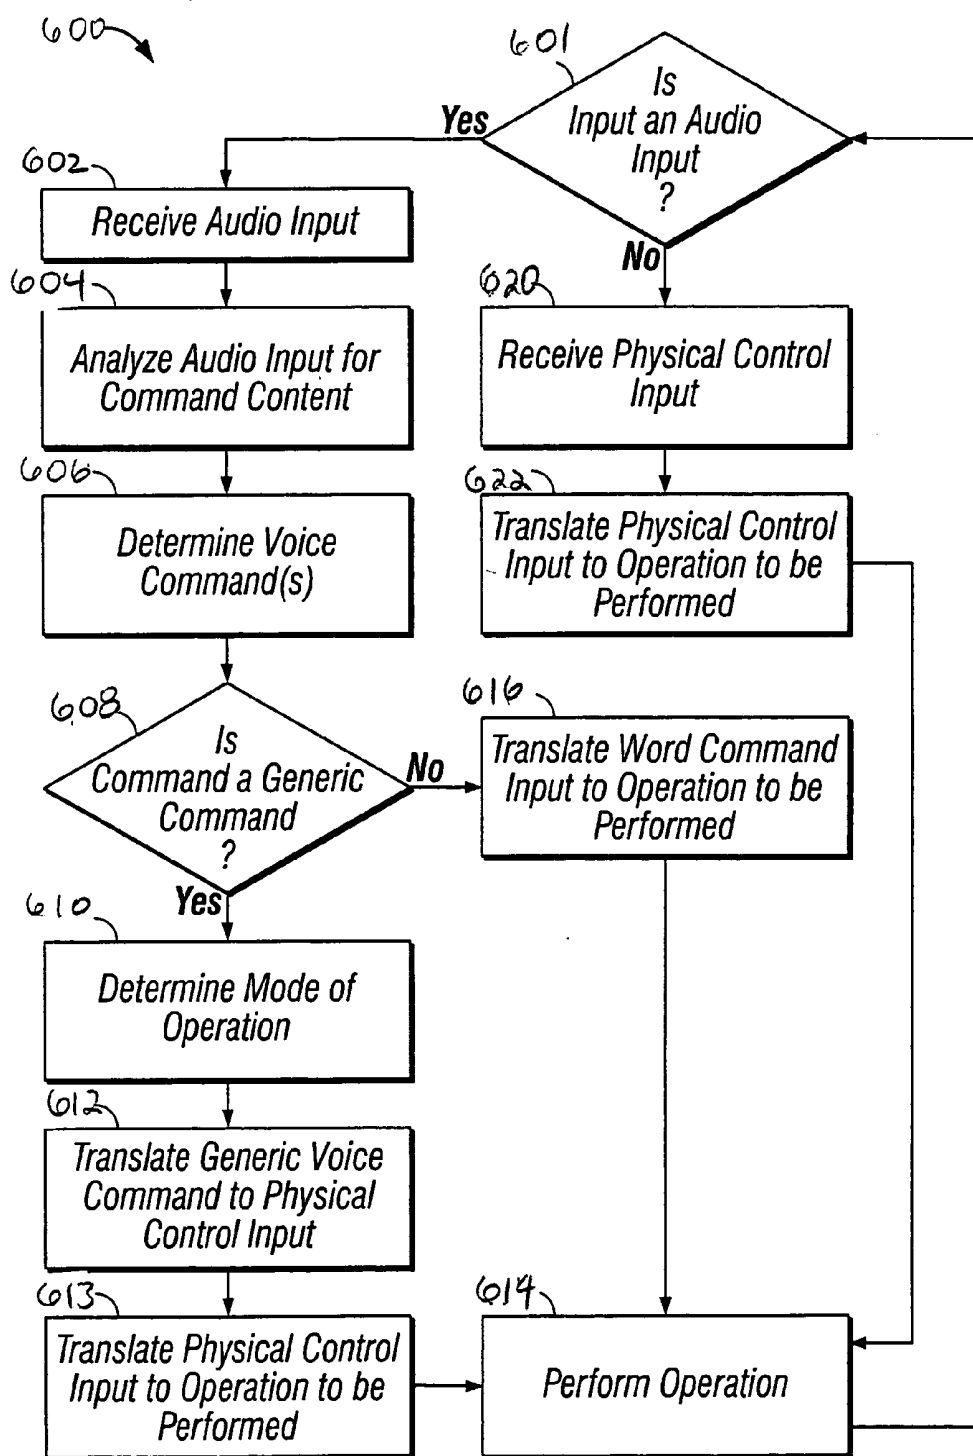 600
601
Is
Input an Audio
Input
?
Yes
No
602
Receive Audio Input
604
Analyze Audio Input for
Command Content
606
Determine Voice
Command(s)
620
Receive Physical Control
Input
622
Translate Physical Control
Input to Operation to be
Performed
608
Is
Command a Generic
Command
?
No
Yes
616
Translate Word Command
Input to Operation to be
Performed
610
Determine Mode of
Operation
612
Translate Generic Voice
Command to Physical
Control Input
613
Translate Physical Control
Input to Operation to be
Performed
614
Perform Operation